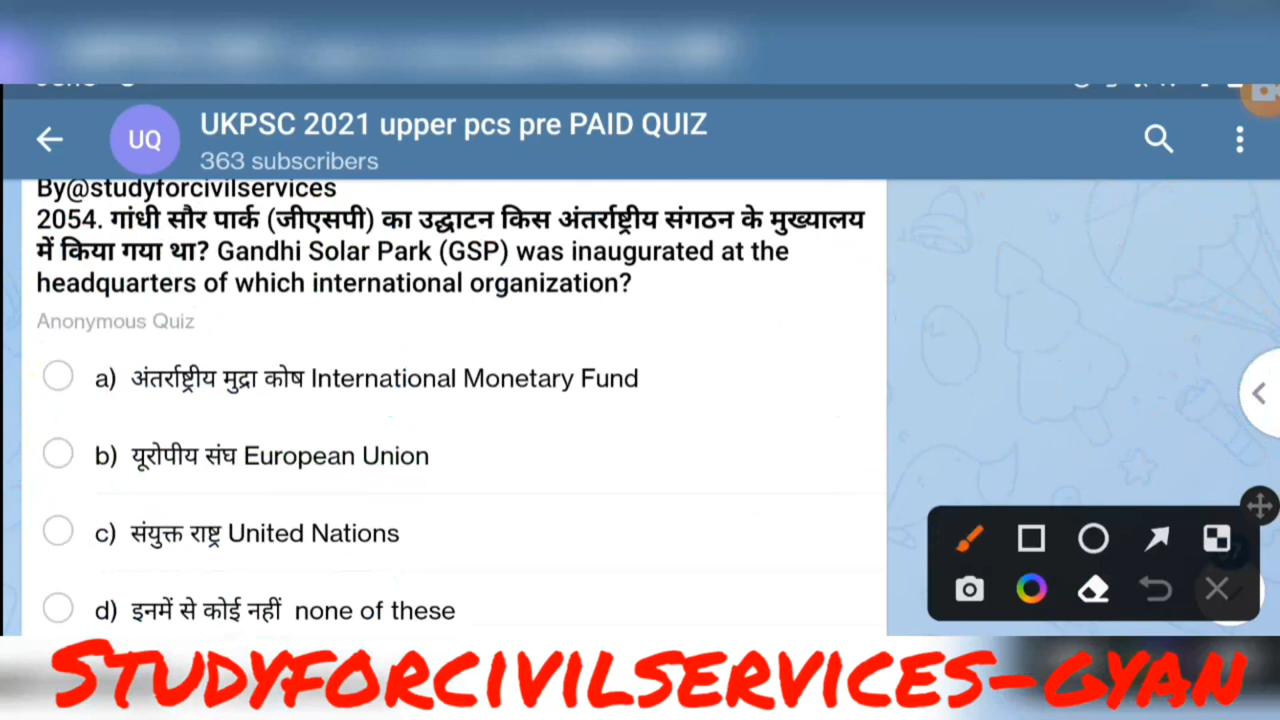 UQ
UKPSC 2021 upper pcs pre PAID QUIZ
363 subscribers
By@studyforcivilservices
2054. गांधी सौर पार्क (जीएसपी) का उद्घाटन किस अंतर्राष्ट्रीय संगठन के मुख्यालय
में किया गया था? Gandhi Solar Park (GSP) was inaugurated at the
headquarters of which international organization?
Anonymous Quiz
a) अंतर्राष्ट्रीय मुद्रा कोष International Monetary Fund
b) यूरोपीय संघ European Union
c) संयुक्त राष्ट्र United Nations
d) इनमें से कोई नहीं none of these
STUDYFORCIVILSERVICES-GYAN